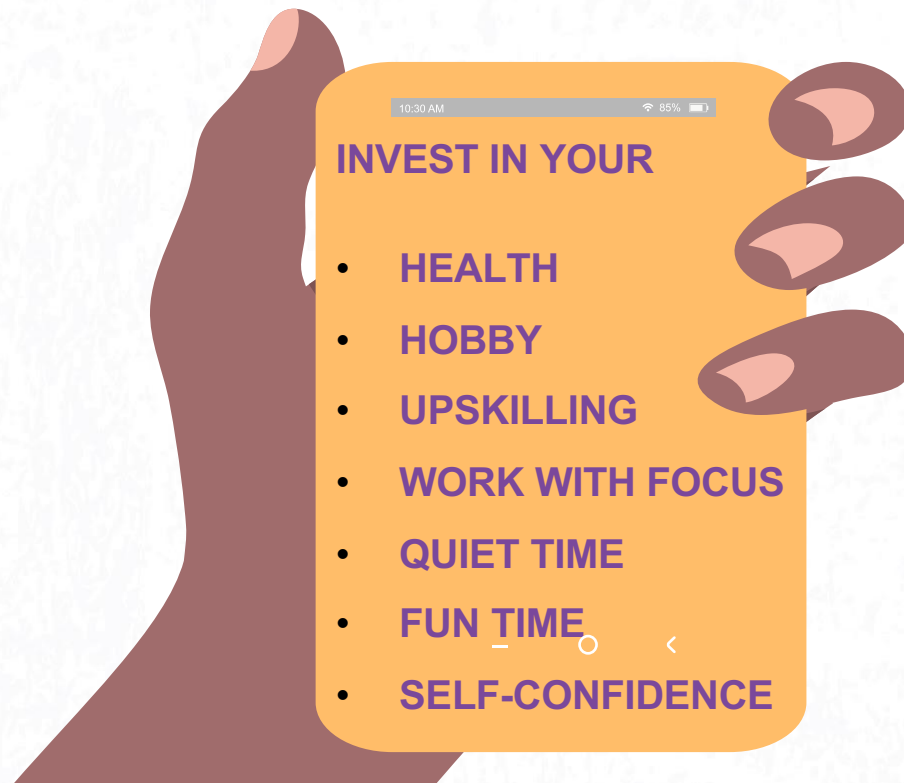 10:30 AM 85%
INVEST IN YOUR
• HEALTH
• HOBBY
• UPSKILLING
• WORK WITH FOCUS
• QUIET TIME
• FUN TIME
• SELF-CONFIDENCE